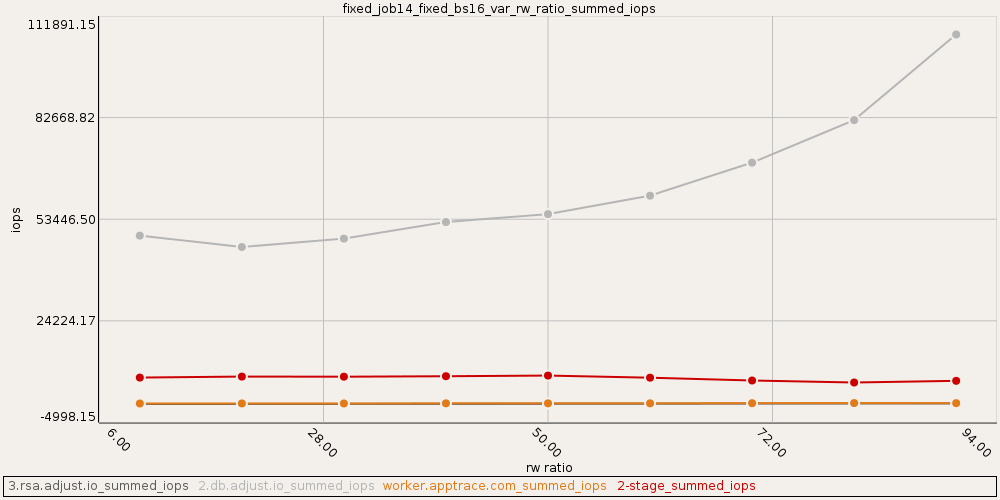 fixed_job14_fixed_bs16_var_rw_ratio_summed_iops
111891.15
82668.82
53446.50
24224.17
-4998.15
iops
6.00
28.00
50.00
72.00
94.00
rw ratio
3.rsa.adjust.io_summed_iops 2.db.adjust.io_summed_iops worker.apptrace.com_summed_iops 2-stage_summed_iops